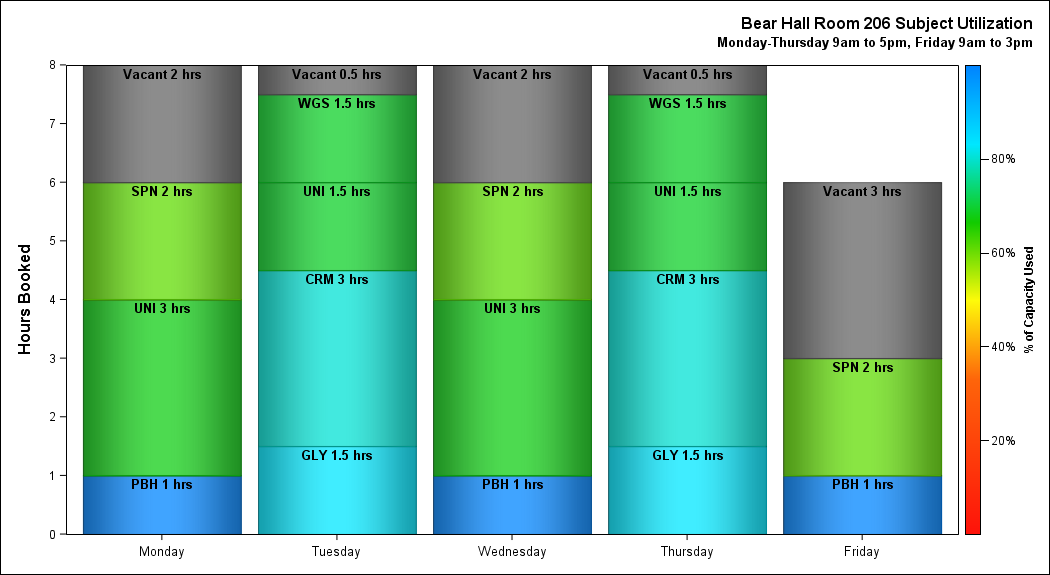 Bear Hall Room 206 Subject Utilization
Monday-Thursday 9am to 5pm, Friday 9am to 3pm
Hours Booked
8
7
6
5
4
3
2
1
0
Vacant 2 hrs
SPN 2 hrs
UNI 3 hrs
PBH 1 hrs
Vacant 0.5 hrs
WGS 1.5 hrs
UNI 1.5 hrs
CRM 3 hrs
GLY 1.5 hrs
Vacant 2 hrs
SPN 2 hrs
UNI 3 hrs
PBH 1 hrs
Vacant 0.5 hrs
WGS 1.5 hrs
UNI 1.5 hrs
CRM 3 hrs
GLY 1.5 hrs
Vacant 3 hrs
SPN 2 hrs
PBH 1 hrs
Monday
Tuesday
Wednesday
Thursday
Friday
80%
60%
40%
20%
% of Capacity Used